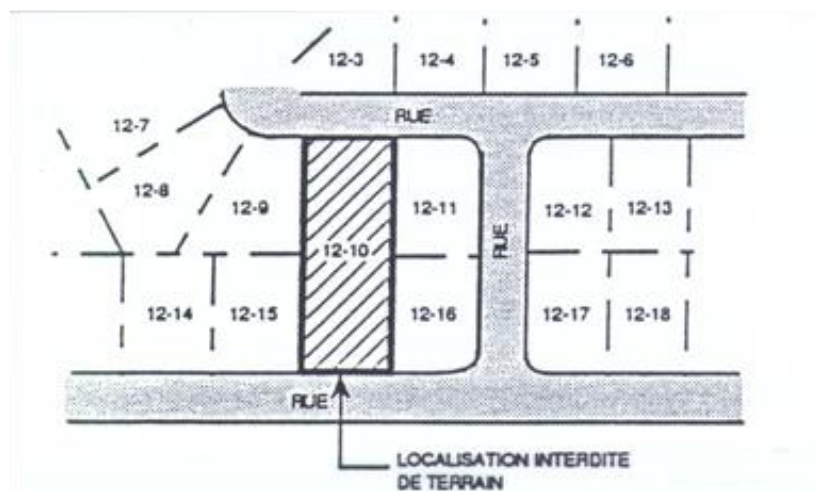 12-3 12-4 12-5 12-6
RUE
12-7
12-8
12-9
12-10
12-11
RUE
12-12 12-13
12-14 12-15
12-16
12-17 12-18
RUE
LOCALISATION INTERDITE
DE TERRAIN